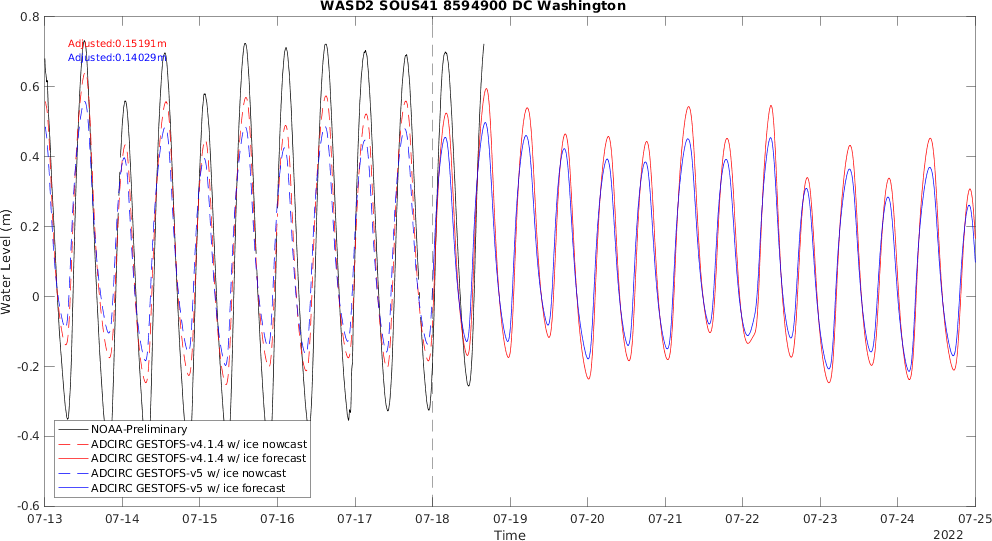 WASD2 SOUS41 8594900 DC Washington
Adjusted:0.15191m
Adjusted:0.14029m
Water Level (m)
0.8
0.6
0.4
0.2
0
-0.2
-0.4
-0.6
NOAA-Preliminary
ADCIRC GESTOFS-v4.1.4 w/ ice nowcast
ADCIRC GESTOFS-v4.1.4 w/ ice forecast
ADCIRC GESTOFS-v5 w/ ice nowcast
ADCIRC GESTOFS-v5 w/ ice forecast
07-13 07-14 07-15 07-16 07-17 07-18 07-19 07-20 07-21 07-22 07-23 07-24 07-25
Time
2022